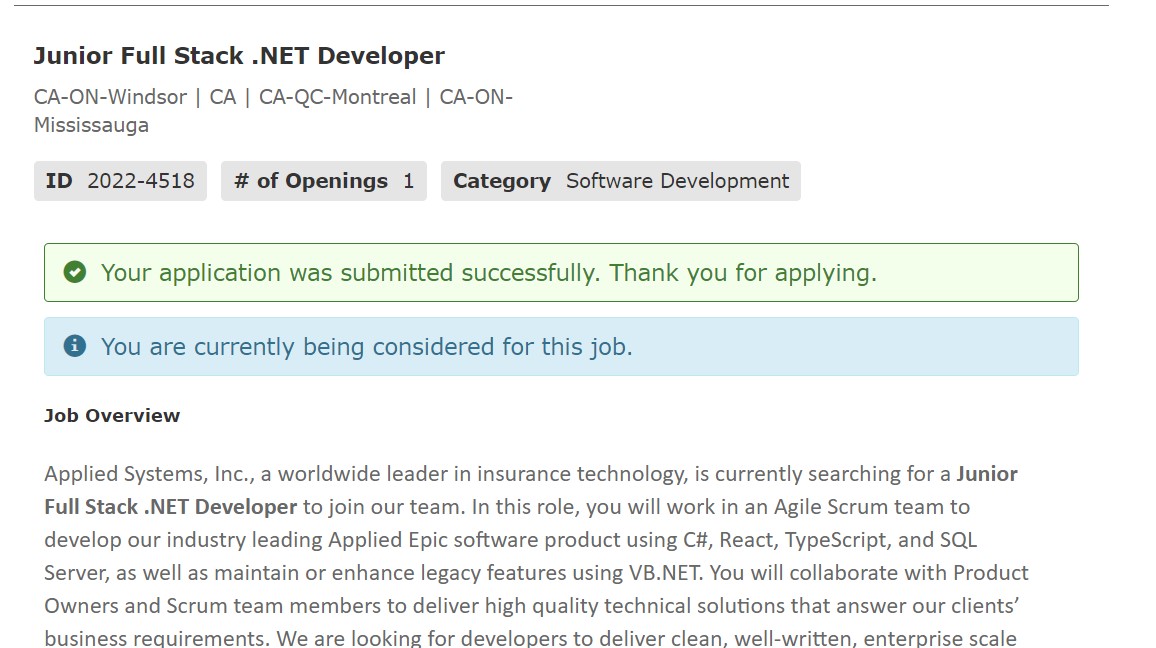 Junior Full Stack .NET Developer
CA-ON-Windsor | CA | CA-QC-Montreal | CA-ON-
Mississauga
ID 2022-4518 # of Openings 1 Category Software Development
Your application was submitted successfully. Thank you for applying.
You are currently being considered for this job.
Job Overview
Applied Systems, Inc., a worldwide leader in insurance technology, is currently searching for a Junior
Full Stack .NET Developer to join our team. In this role, you will work in an Agile Scrum team to
develop our industry leading Applied Epic software product using C#, React, TypeScript, and SQL
Server, as well as maintain or enhance legacy features using VB.NET. You will collaborate with Product
Owners and Scrum team members to deliver high quality technical solutions that answer our clients’
business requirements. We are looking for developers to deliver clean, well-written, enterprise scale